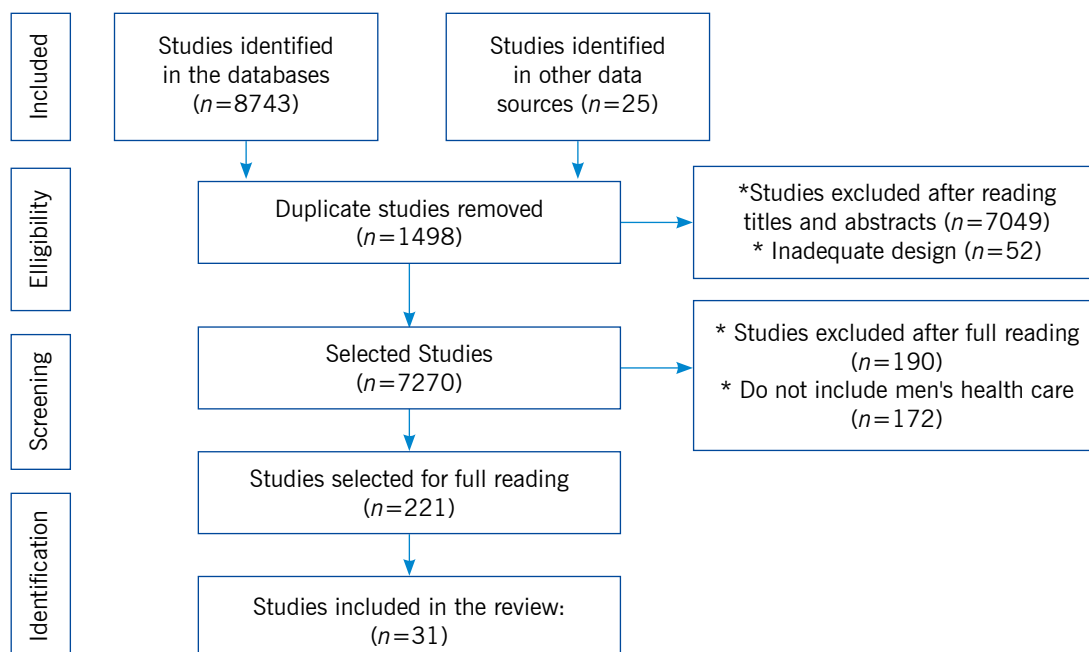 Included
Studies identified
in the databases
(n=8743)
Studies identified
in other data
sources (n=25)
Elligibility
Duplicate studies removed
(n=1498)
*Studies excluded after reading
titles and abstracts (n=7049)
* Inadequate design (n=52)
Screening
Selected Studies
(n=7270)
* Studies excluded after full reading
(n=190)
* Do not include men's health care
(n=172)
Studies selected for full reading
(n=221)
Identification
Studies included in the review:
(n=31)